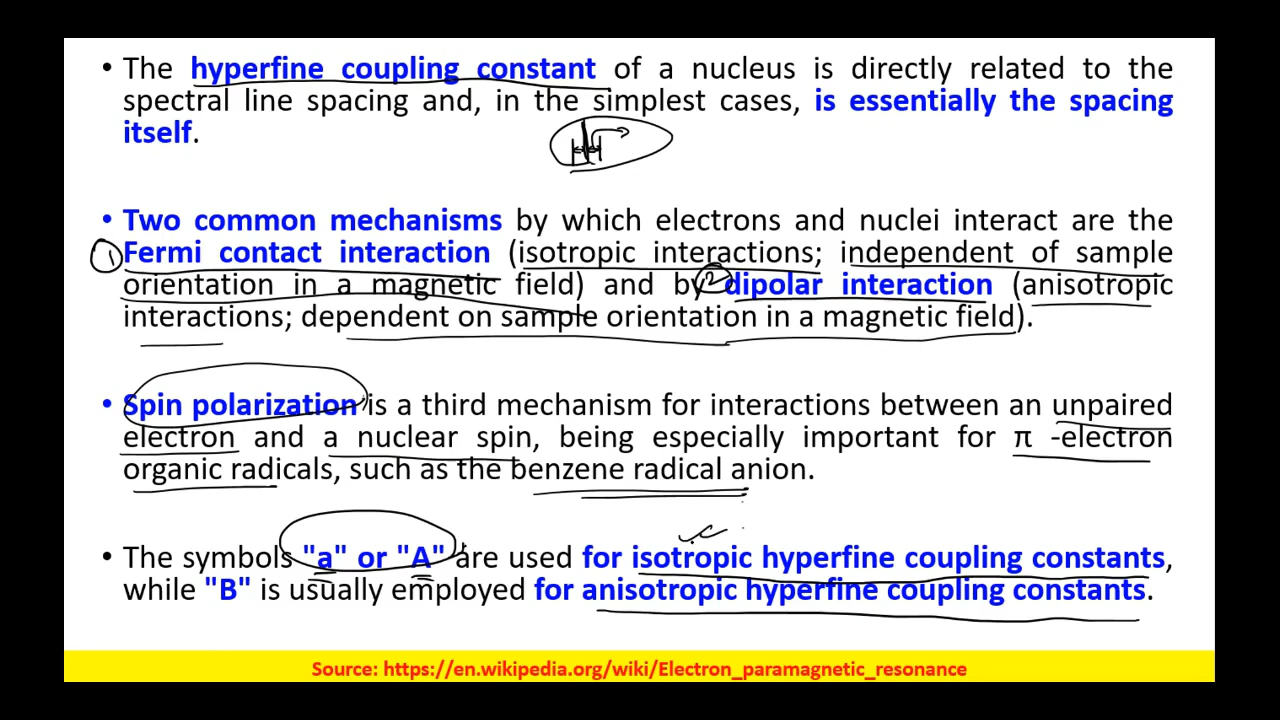 • The hyperfine coupling constant of a nucleus is directly related to the
spectral line spacing and, in the simplest cases, is essentially the spacing
itself.
• Two common mechanisms by which electrons and nuclei interact are the
1 Fermi contact interaction (isotropic interactions; independent of sample
orientation in a magnetic field) and by 2 dipolar interaction (anisotropic
interactions; dependent on sample orientation in a magnetic field).
• Spin polarization is a third mechanism for interactions between an unpaired
electron and a nuclear spin, being especially important for π -electron
organic radicals, such as the benzene radical anion.
• The symbols "a" or "A" are used for isotropic hyperfine coupling constants,
while "B" is usually employed for anisotropic hyperfine coupling constants.
Source: https://en.wikipedia.org/wiki/Electron_paramagnetic_resonance